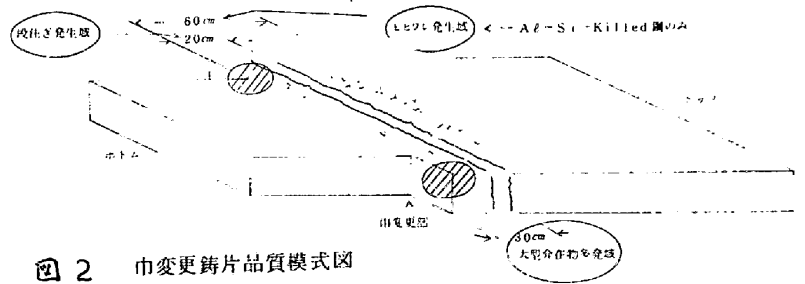 60cm
段注ぎ発生域
20cm
ヒビワレ発生域 ← Aℓ-Si-Killed鋼のみ
トップ
ボトム
巾変更部
30cm
大型介在物多発域
図2 巾変更鋳片品質模式図